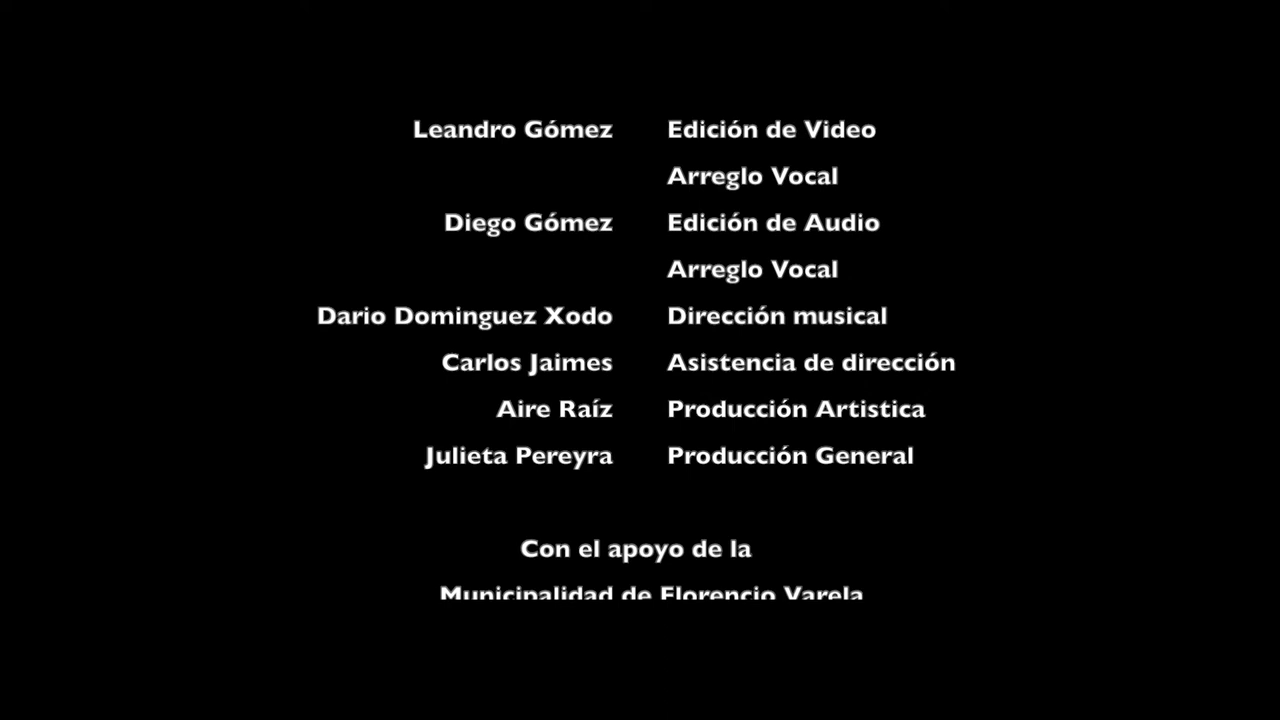 Leandro Gómez Edición de Video
Arreglo Vocal
Diego Gómez Edición de Audio
Arreglo Vocal
Dario Dominguez Xodo Dirección musical
Carlos Jaimes Asistencia de dirección
Aire Raíz Producción Artistica
Julieta Pereyra Producción General
Con el apoyo de la
Municipalidad de Florencio Varela